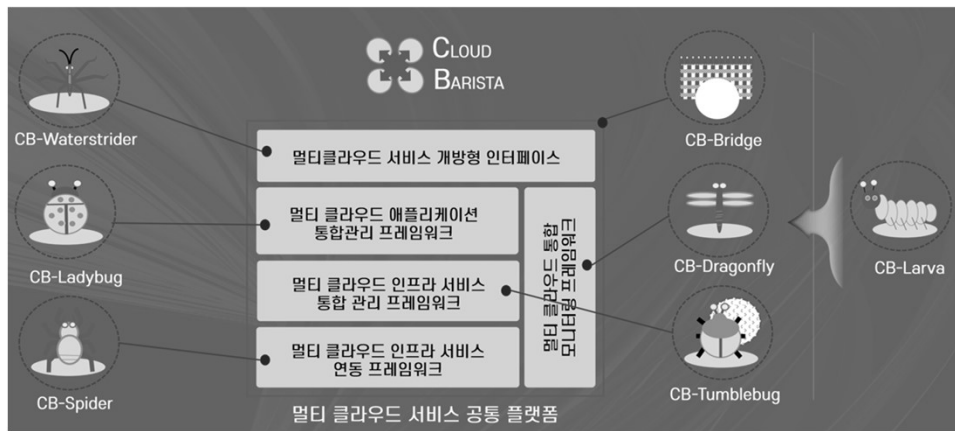 CLOUD
BARISTA
CB-Waterstrider
CB-Bridge
멀티클라우드 서비스 개방형 인터페이스
멀티 클라우드 애플리케이션
통합관리 프레임워크
멀티 클라우드 통합
모니터링 프레임워크
CB-Ladybug
CB-Dragonfly
CB-Larva
멀티 클라우드 인프라 서비스
통합 관리 프레임워크
멀티 클라우드 인프라 서비스
연동 프레임워크
CB-Spider
CB-Tumblebug
멀티 클라우드 서비스 공통 플랫폼